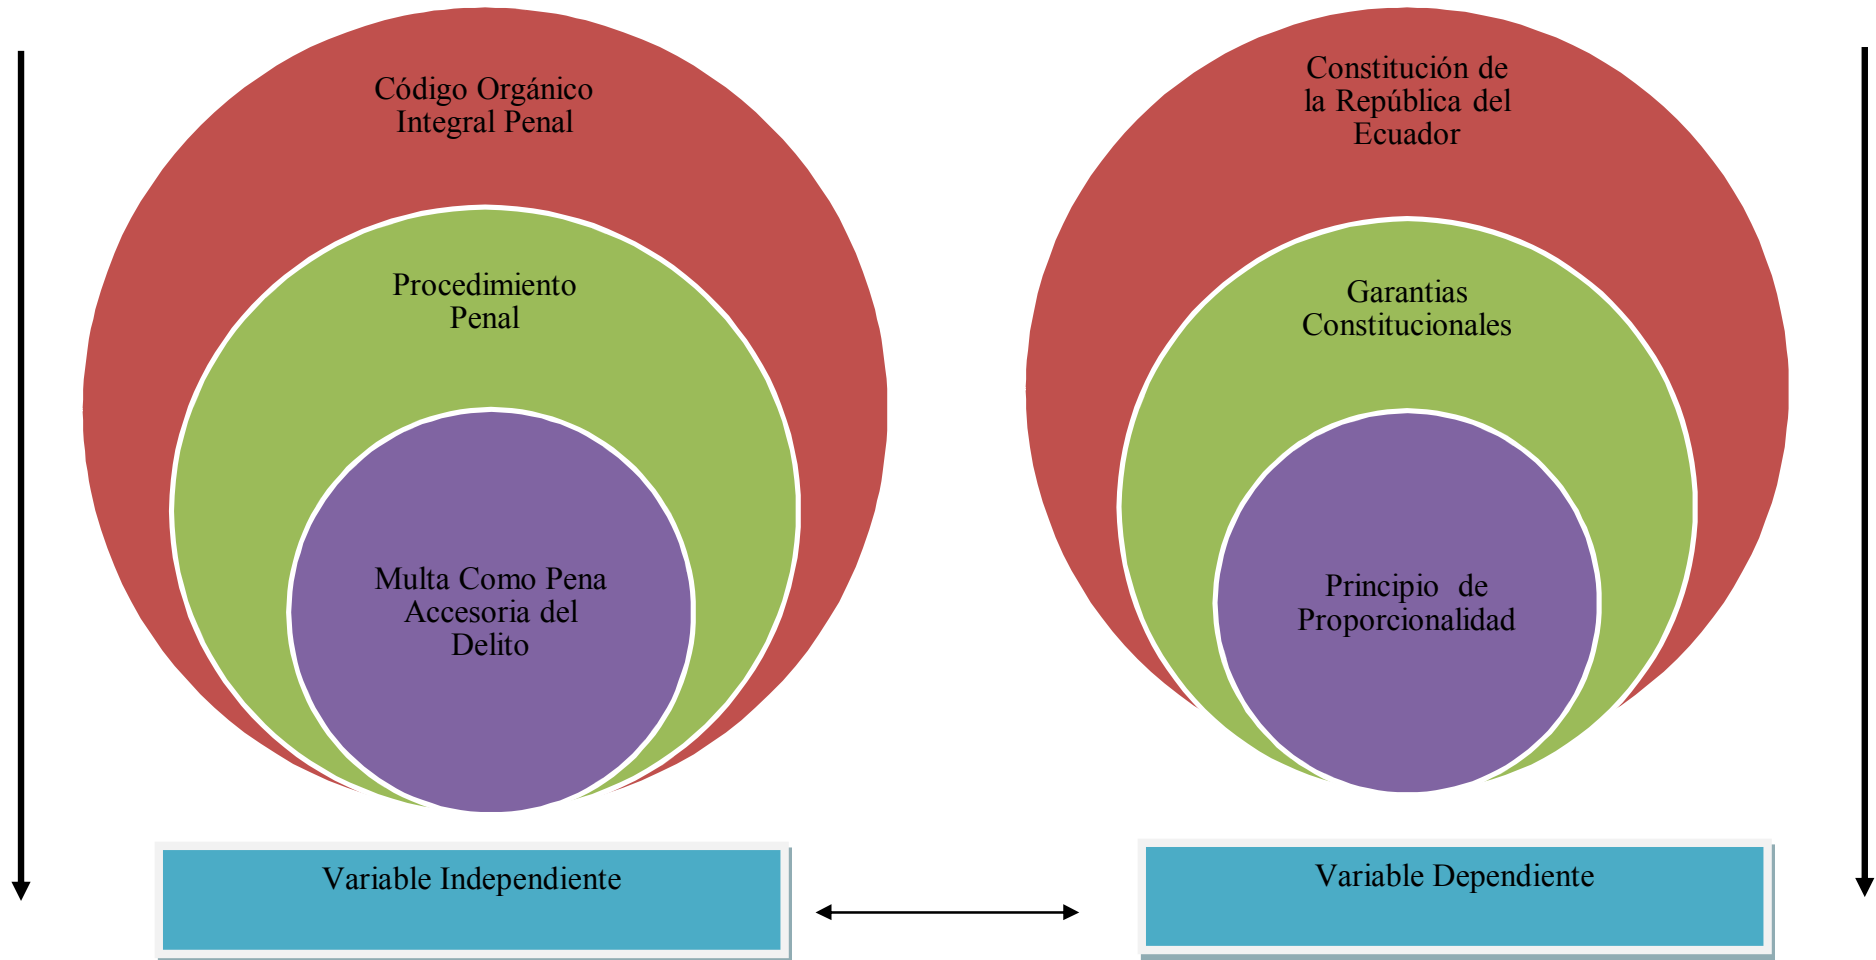 Código Orgánico
Integral Penal
Procedimiento
Penal
Multa Como Pena
Accesoria del
Delito
Variable Independiente
Constitución de
la República del
Ecuador
Garantias
Constitucionales
Principio de
Proporcionalidad
Variable Dependiente